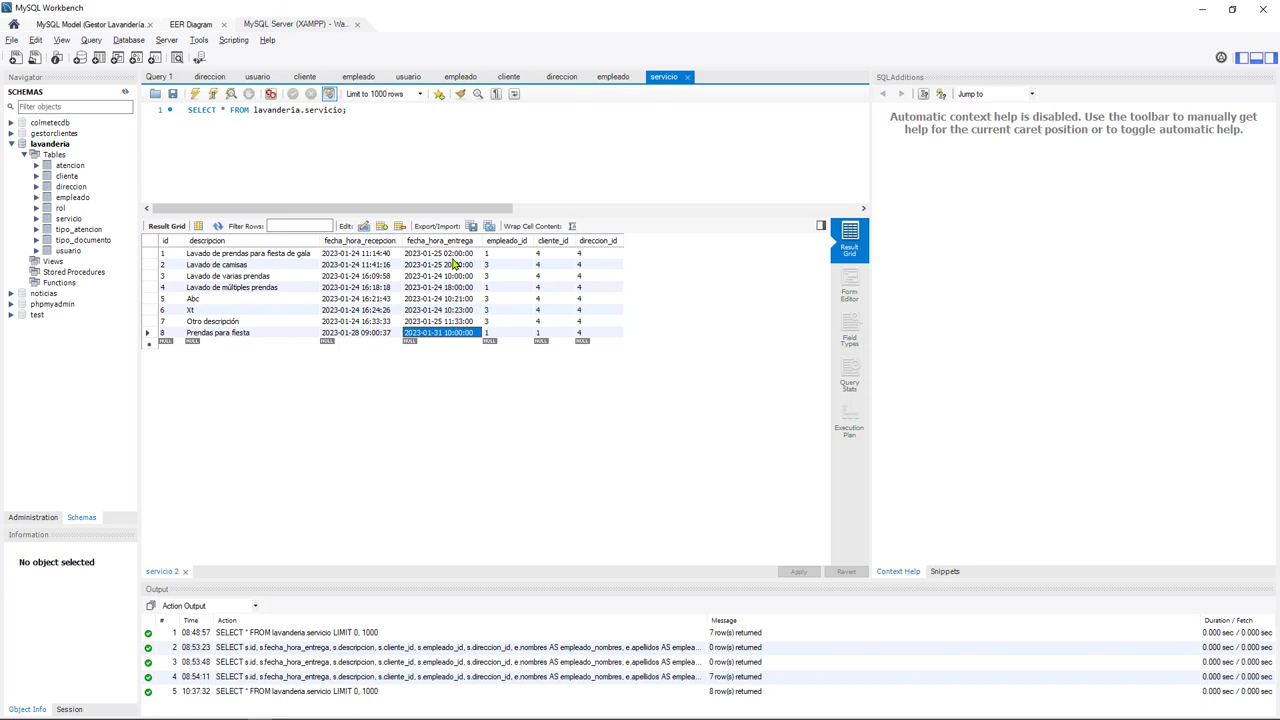 MySQL Workbench
MySQL Model (Gestor Lavandería... × EER Diagram × MySQL Server (XAMPP) - Wa... ×
File Edit View Query Database Server Tools Scripting Help
Navigator
SCHEMAS
Filter objects
colmetecdb
gestorclientes
lavanderia
Tables
atencion
cliente
direccion
empleado
rol
servicio
tipo_atencion
tipo_documento
usuario
Views
Stored Procedures
Functions
noticias
phpmyadmin
test
Administration Schemas
Information
No object selected
Object Info Session
Query 1 direccion usuario cliente empleado usuario empleado cliente direccion empleado servicio ×
Limit to 1000 rows
1 SELECT * FROM lavanderia.servicio;
Result Grid Filter Rows: Edit: Export/Import: Wrap Cell Content:
id descripcion fecha_hora_recepcion fecha_hora_entrega empleado_id cliente_id direccion_id
1 Lavado de prendas para fiesta de gala 2023-01-24 11:14:40 2023-01-25 02:00:00 1 4 4
2 Lavado de camisas 2023-01-24 11:41:16 2023-01-25 20:00:00 3 4 4
3 Lavado de varias prendas 2023-01-24 16:09:58 2023-01-24 10:00:00 3 4 4
4 Lavado de múltiples prendas 2023-01-24 16:18:18 2023-01-24 18:00:00 1 4 4
5 Abc 2023-01-24 16:21:43 2023-01-24 10:21:00 3 4 4
6 Xt 2023-01-24 16:24:26 2023-01-24 10:23:00 3 4 4
7 Otro descripción 2023-01-24 16:33:33 2023-01-25 11:33:00 3 4 4
8 Prendas para fiesta 2023-01-28 09:00:37 2023-01-31 10:00:00 1 1 4
NULL NULL NULL NULL NULL NULL NULL
Result Grid
Form Editor
Field Types
Query Stats
Execution Plan
servicio 2 × Apply Revert
SQLAdditions
Jump to
Automatic context help is disabled. Use the toolbar to manually get
help for the current caret position or to toggle automatic help.
Context Help Snippets
Output
Action Output
# Time Action Message Duration / Fetch
1 08:48:57 SELECT * FROM lavanderia.servicio LIMIT 0, 1000 7 row(s) returned 0.000 sec / 0.000 sec
2 08:53:23 SELECT s.id, s.fecha_hora_entrega, s.descripcion, s.cliente_id, s.empleado_id, s.direccion_id, e.nombres AS empleado_nombres, e.apellidos AS emplea... 0 row(s) returned 0.000 sec / 0.000 sec
3 08:53:48 SELECT s.id, s.fecha_hora_entrega, s.descripcion, s.cliente_id, s.empleado_id, s.direccion_id, e.nombres AS empleado_nombres, e.apellidos AS emplea... 0 row(s) returned 0.000 sec / 0.000 sec
4 08:54:11 SELECT s.id, s.fecha_hora_entrega, s.descripcion, s.cliente_id, s.empleado_id, s.direccion_id, e.nombres AS empleado_nombres, e.apellidos AS emplea... 7 row(s) returned 0.000 sec / 0.000 sec
5 10:37:32 SELECT * FROM lavanderia.servicio LIMIT 0, 1000 8 row(s) returned 0.000 sec / 0.000 sec